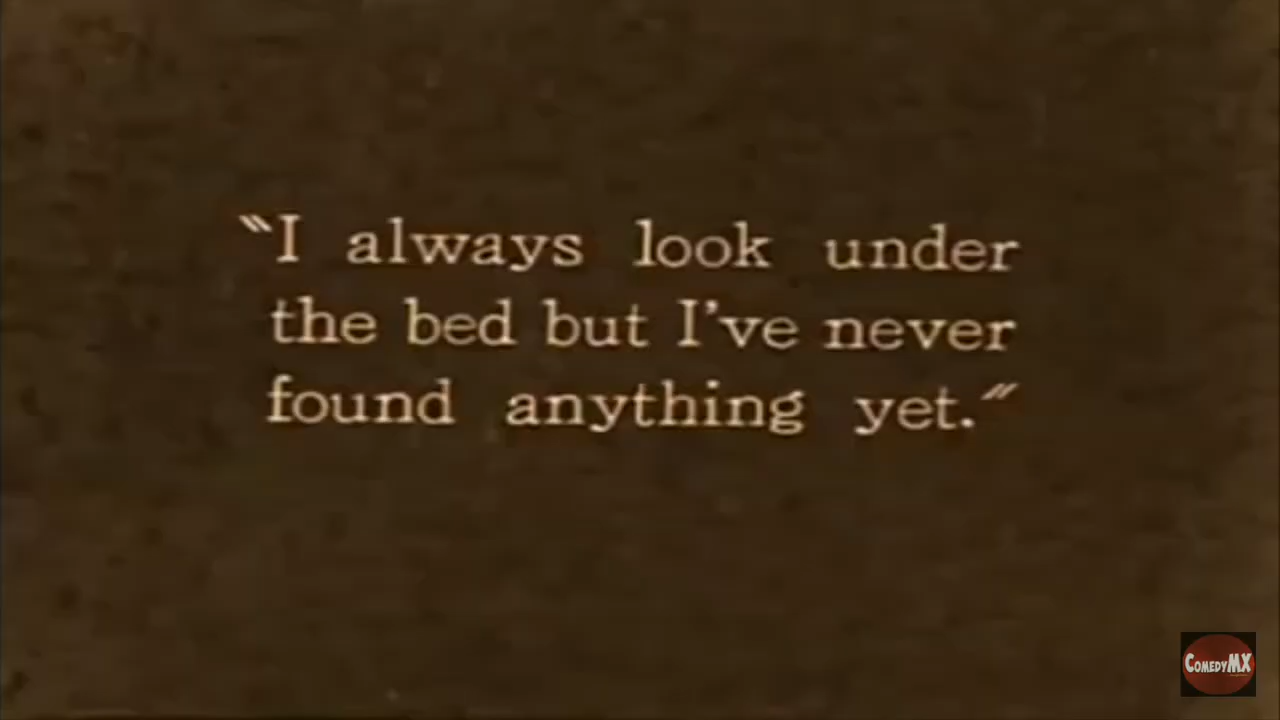 "I always look under
the bed but I've never
found anything yet."
COMEDYMX